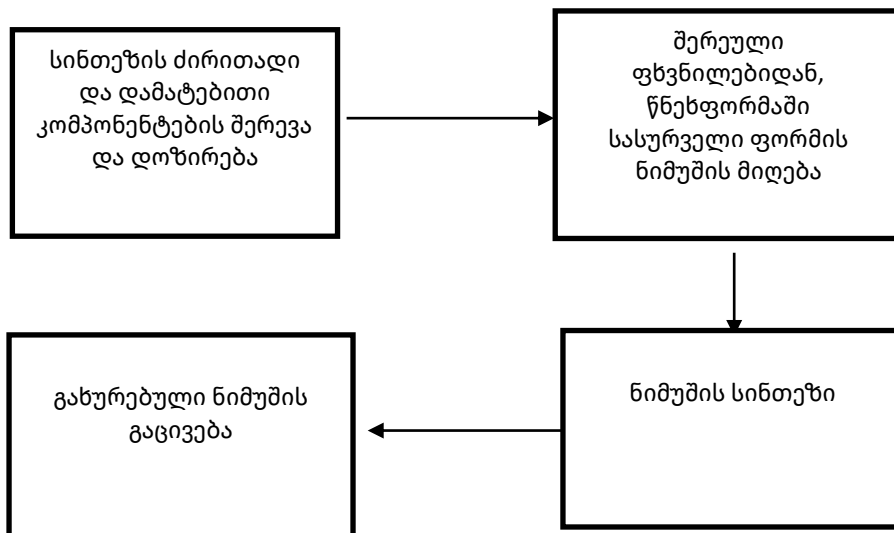 სინთეზის ძირითადი
და დამატებითი
კომპონენტების შერევა
და დოზირება
შერეული
ფხვნილებიდან,
წნეხფორმაში
სასურველი ფორმის
ნიმუშის მიღება
ნიმუშის სინთეზი
გახურებული ნიმუშის
გაცივება